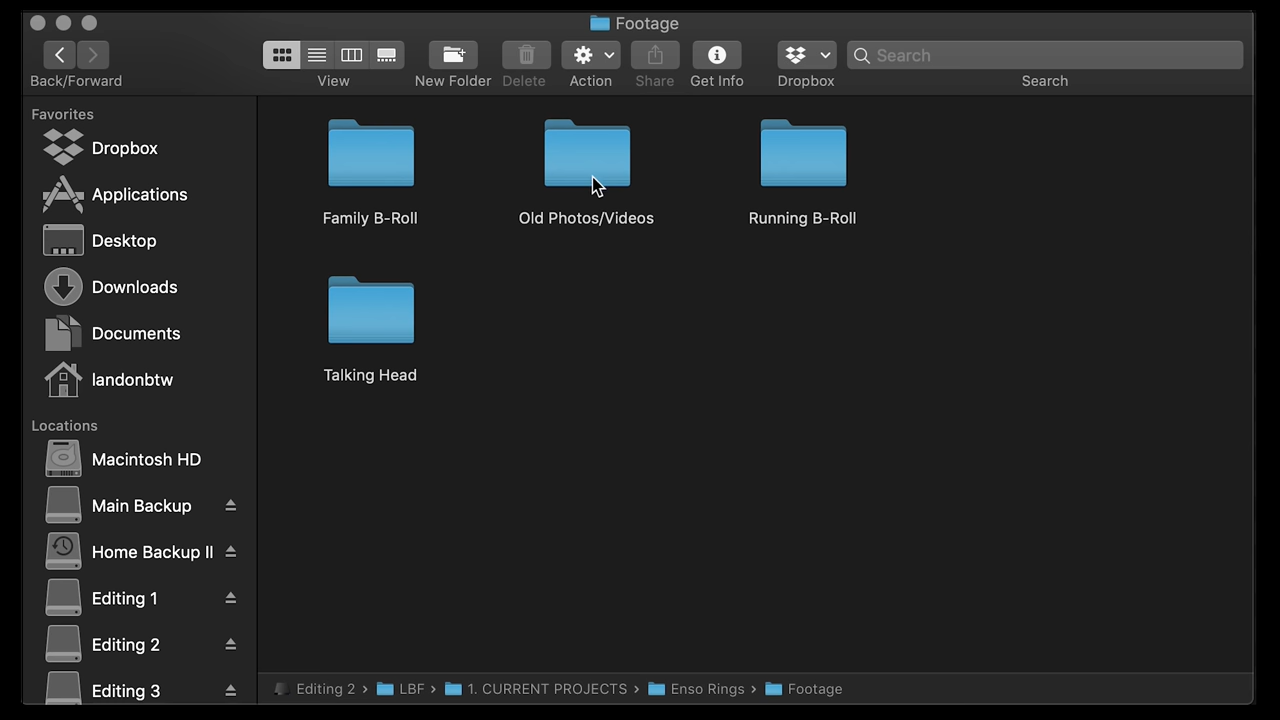 Footage
Back/Forward
View
New Folder
Delete
Action
Share
Get Info
Dropbox
Search
Search
Favorites
Dropbox
Applications
Desktop
Downloads
Documents
landonbtw
Locations
Macintosh HD
Main Backup
Home Backup II
Editing 1
Editing 2
Editing 3
Family B-Roll
Old Photos/Videos
Running B-Roll
Talking Head
Editing 2 › LBF › 1. CURRENT PROJECTS › Enso Rings › Footage